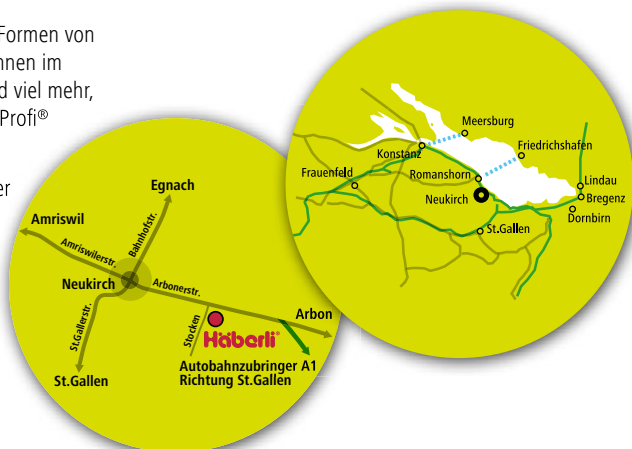 Formen von
nnen im
d viel mehr,
Profi®
er
Meersburg
Friedrichshafen
Konstanz
Frauenfeld
Romanshorn
Lindau
Neukirch
Bregenz
Dornbirn
St.Gallen
Egnach
Amriswil
Bahnhofstr.
Amriswilerstr.
Neukirch
Arbonerstr.
St.Gallerstr.
Stocken
Arbon
Häberli®
Autobahnzubringer A1
Richtung St.Gallen
St.Gallen